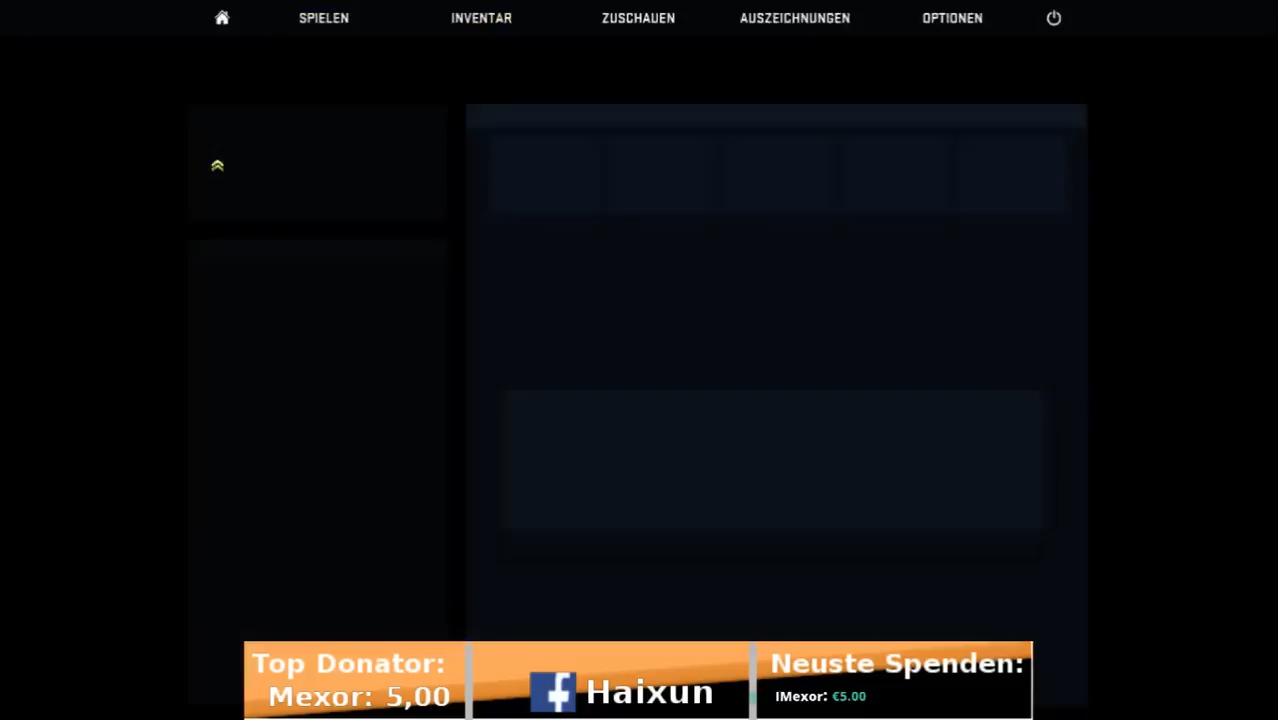 SPIELEN INVENTAR ZUSCHAUEN AUSZEICHNUNGEN OPTIONEN
Top Donator:
Mexor: 5,00
Haixun
Neuste Spenden:
IMexor: €5.00